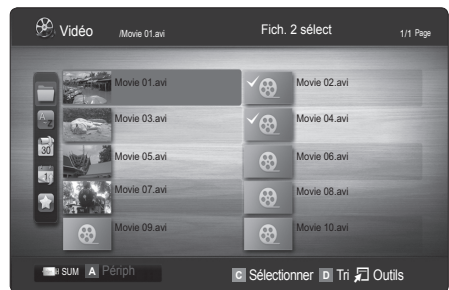 Vidéo /Movie 01.avi Fich. 2 sélect 1/1 Page
Movie 01.avi Movie 02.avi
Movie 03.avi Movie 04.avi
Movie 05.avi Movie 06.avi
Movie 07.avi Movie 08.avi
Movie 09.avi Movie 10.avi
SUM A Périph C Sélectionner D Tri Outils